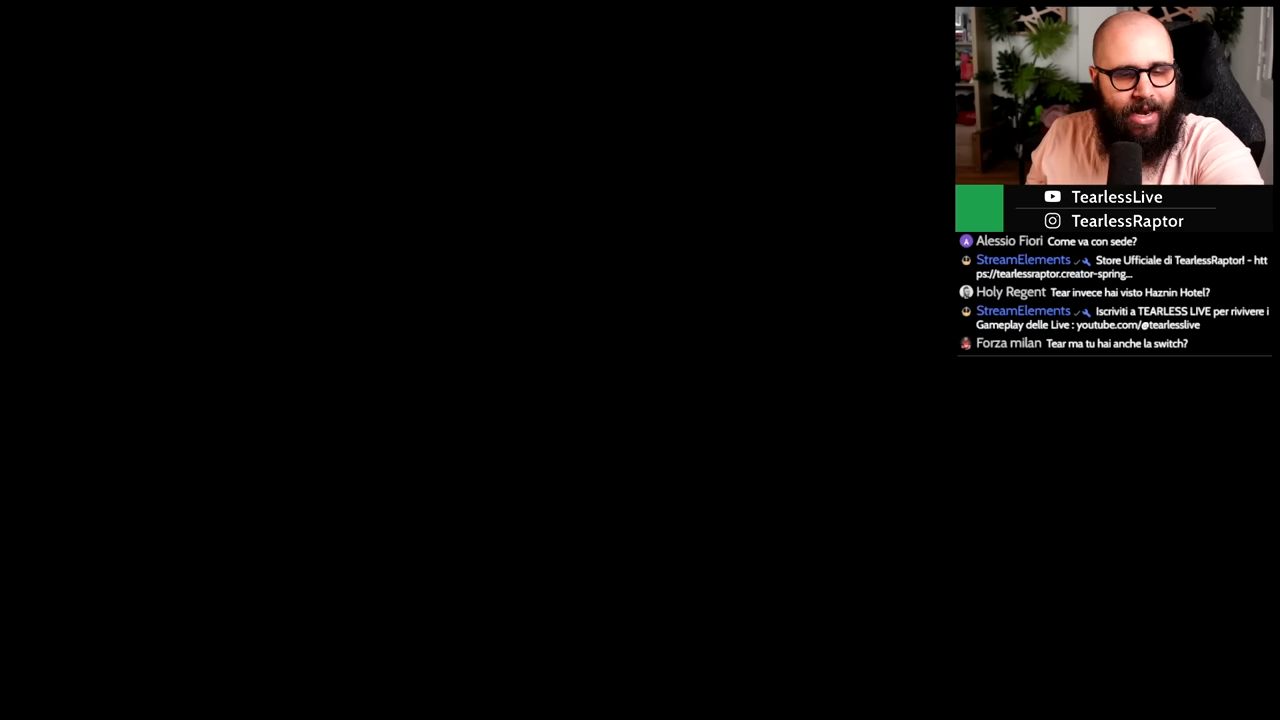 TearlessLive
TearlessRaptor
A Alessio Fiori Come va con sede?
StreamElements Store Ufficiale di TearlessRaptor! - htt
ps://tearlessraptor.creator-spring...
Holy Regent Tear invece hai visto Haznin Hotel?
StreamElements Iscriviti a TEARLESS LIVE per rivivere i
Gameplay delle Live : youtube.com/@tearlesslive
Forza milan Tear ma tu hai anche la switch?